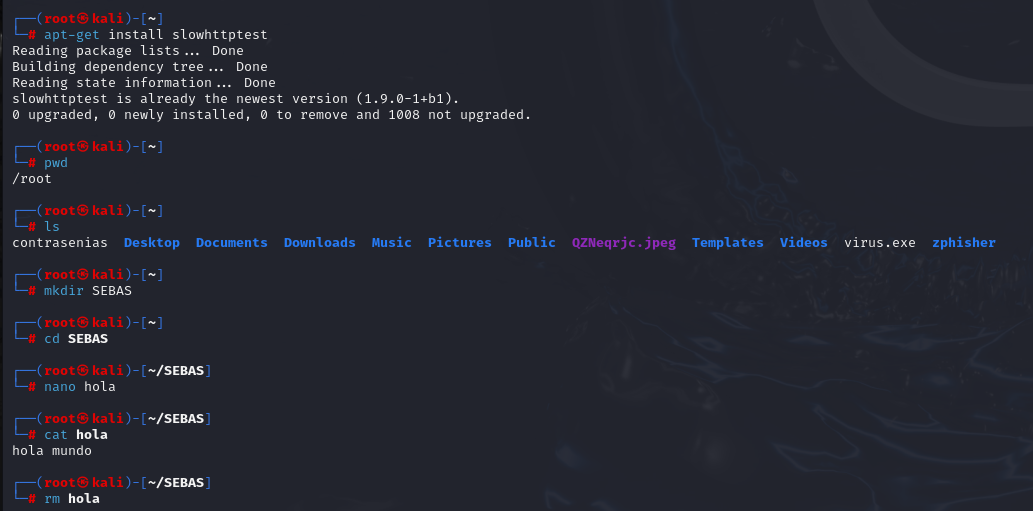 ┌──(root㉿kali)-[~]
└─# apt-get install slowhttptest
Reading package lists... Done
Building dependency tree... Done
Reading state information... Done
slowhttptest is already the newest version (1.9.0-1+b1).
0 upgraded, 0 newly installed, 0 to remove and 1008 not upgraded.
┌──(root㉿kali)-[~]
└─# pwd
/root
┌──(root㉿kali)-[~]
└─# ls
contrasenias  Desktop  Documents  Downloads  Music  Pictures  Public  QZNeqrjc.jpeg  Templates  Videos  virus.exe  zphisher
┌──(root㉿kali)-[~]
└─# mkdir SEBAS
┌──(root㉿kali)-[~]
└─# cd SEBAS
┌──(root㉿kali)-[~/SEBAS]
└─# nano hola
┌──(root㉿kali)-[~/SEBAS]
└─# cat hola
hola mundo
┌──(root㉿kali)-[~/SEBAS]
└─# rm hola